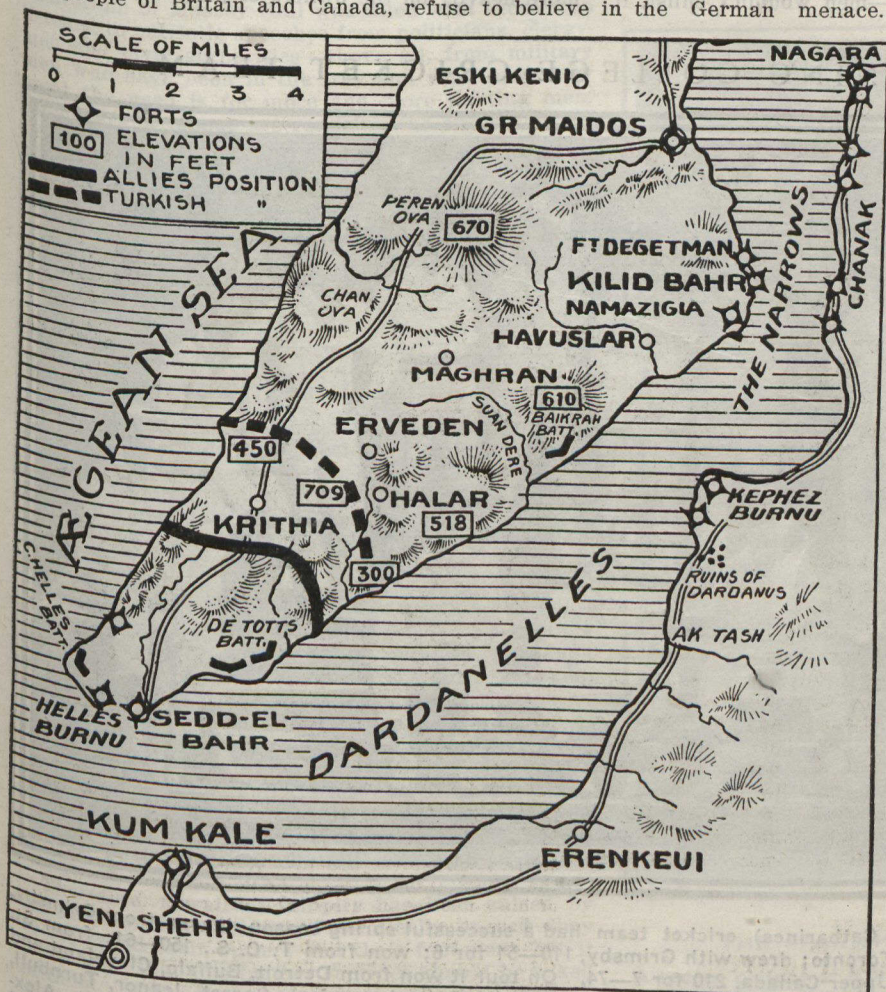 ople of Britain and Canada, refuse to believe in the German menace.
SCALE OF MILES
0 1 2 3 4
FORTS
100 ELEVATIONS
IN FEET
ALLIES POSITION
TURKISH "
NAGARA
ESKI KENI
GR MAIDOS
PEREN
OVA
670
FT DEGETMAN
KILID BAHR
NAMAZIGIA
CHANAK
THE NARROWS
CHAN
OVA
HAVUSLAR
MAGHRAN
610
BAIKRAH
BATT.
SUAN DERE
ÆGEAN SEA
ERVEDEN
450
709
HALAR
518
KRITHIA
300
KEPHEZ
BURNU
RUINS OF
DARDANUS
AK TASH
C. HELLES
BATT.
DE TOTTS
BATT.
DARDANELLES
HELLES
BURNU
SEDD-EL-
BAHR
KUM KALE
ERENKEUI
YENI SHEHR